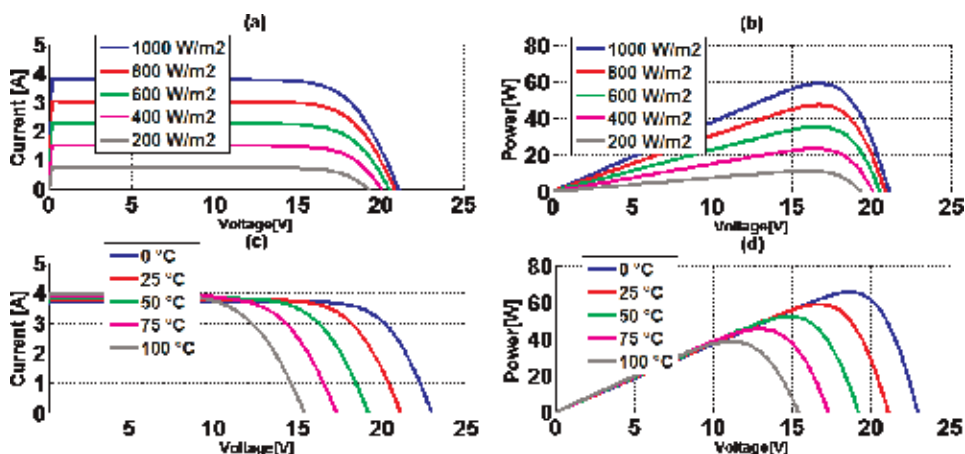 (a)
Current [A]
5
4
3
2
1
0
1000 W/m2
800 W/m2
600 W/m2
400 W/m2
200 W/m2
0
5
10
15
20
25
Voltage[V]
(b)
Power[W]
80
60
40
20
0
1000 W/m2
800 W/m2
600 W/m2
400 W/m2
200 W/m2
0
5
10
15
20
25
Voltage[V]
(c)
Current [A]
5
4
3
1
0
0 °C
25 °C
50 °C
75 °C
100 °C
5
10
15
20
25
Voltage[V]
(d)
Power[W]
80
60
40
20
0
0 °C
25 °C
50 °C
75 °C
100 °C
0
5
10
15
20
25
Voltage[V]